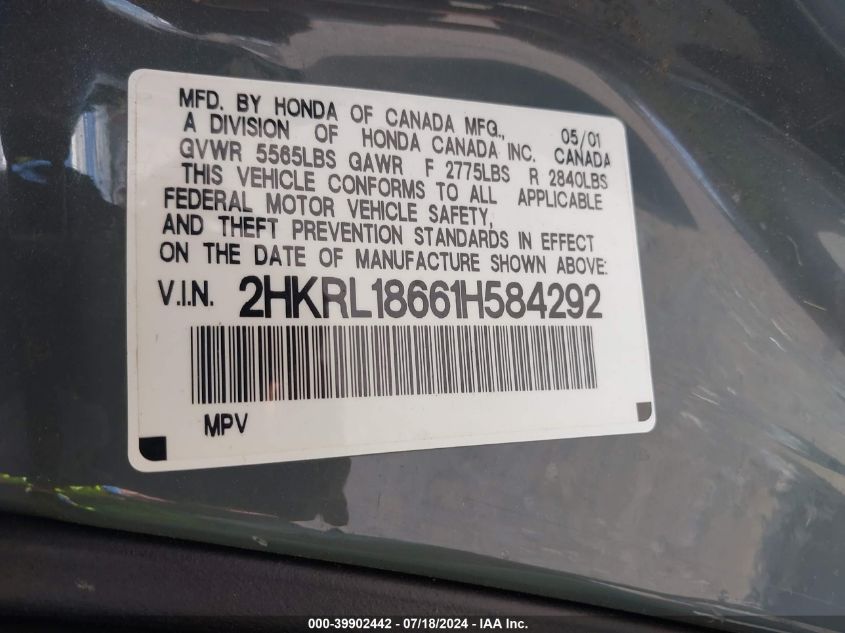 MFD. BY HONDA OF CANADA MFG., 05/01
A DIVISION OF HONDA CANADA INC. CANADA
GVWR 5565LBS GAWR F 2775LBS R 2840LBS
THIS VEHICLE CONFORMS TO ALL APPLICABLE
FEDERAL MOTOR VEHICLE SAFETY,
AND THEFT PREVENTION STANDARDS IN EFFECT
ON THE DATE OF MANUFACTURE SHOWN ABOVE:
V.I.N. 2HKRL18661H584292
MPV
000-39902442 - 07/18/2024 - IAA Inc.